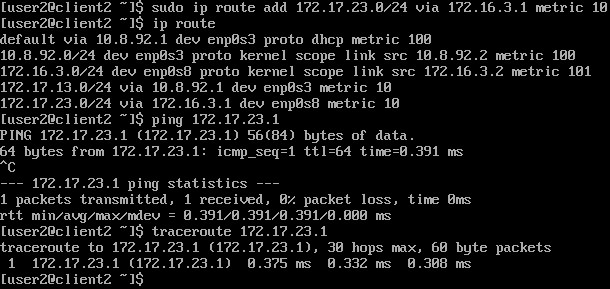 [user2@client2 ~]$ sudo ip route add 172.17.23.0/24 via 172.16.3.1 metric 10
[user2@client2 ~]$ ip route
default via 10.8.92.1 dev enp0s3 proto dhcp metric 100
10.8.92.0/24 dev enp0s3 proto kernel scope link src 10.8.92.2 metric 100
172.16.3.0/24 dev enp0s8 proto kernel scope link src 172.16.3.2 metric 101
172.17.13.0/24 via 10.8.92.1 dev enp0s3 metric 10
172.17.23.0/24 via 172.16.3.1 dev enp0s8 metric 10
[user2@client2 ~]$ ping 172.17.23.1
PING 172.17.23.1 (172.17.23.1) 56(84) bytes of data.
64 bytes from 172.17.23.1: icmp_seq=1 ttl=64 time=0.391 ms
^C
--- 172.17.23.1 ping statistics ---
1 packets transmitted, 1 received, 0% packet loss, time 0ms
rtt min/avg/max/mdev = 0.391/0.391/0.391/0.000 ms
[user2@client2 ~]$ traceroute 172.17.23.1
traceroute to 172.17.23.1 (172.17.23.1), 30 hops max, 60 byte packets
 1  172.17.23.1 (172.17.23.1)  0.375 ms  0.332 ms  0.308 ms
[user2@client2 ~]$